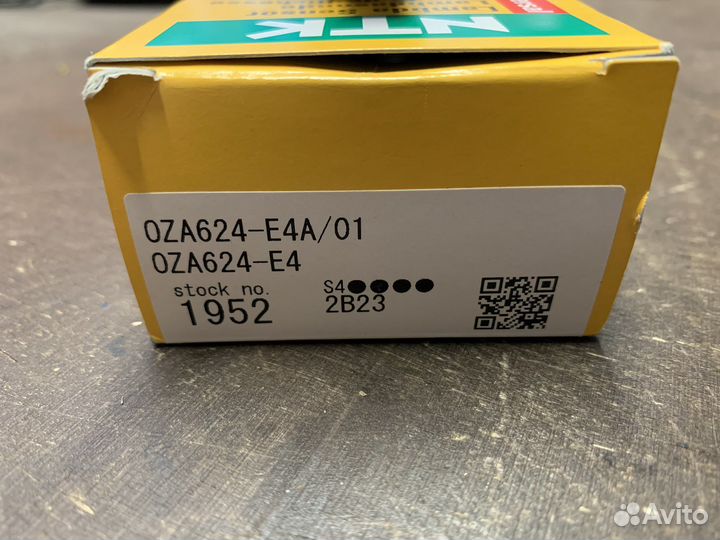 NTK
OZA624-E4A/01
OZA624-E4
stock no.
1952
S4●●●●
2B23
Avito